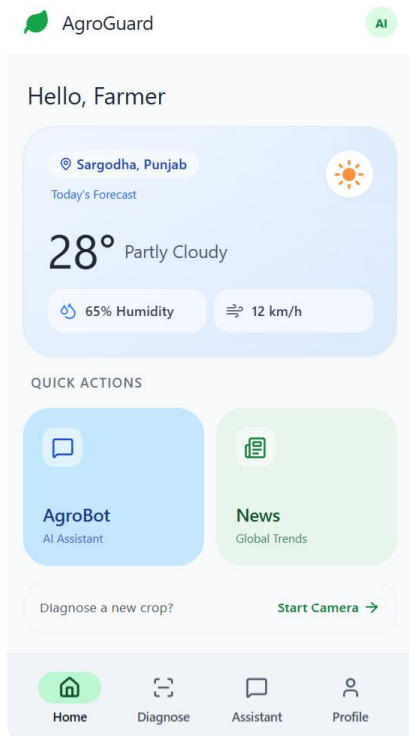 AgroGuard
AI
Hello, Farmer
Sargodha, Punjab
Today's Forecast
28° Partly Cloudy
65% Humidity
12 km/h
QUICK ACTIONS
AgroBot
AI Assistant
News
Global Trends
Diagnose a new crop?
Start Camera →
Home
Diagnose
Assistant
Profile